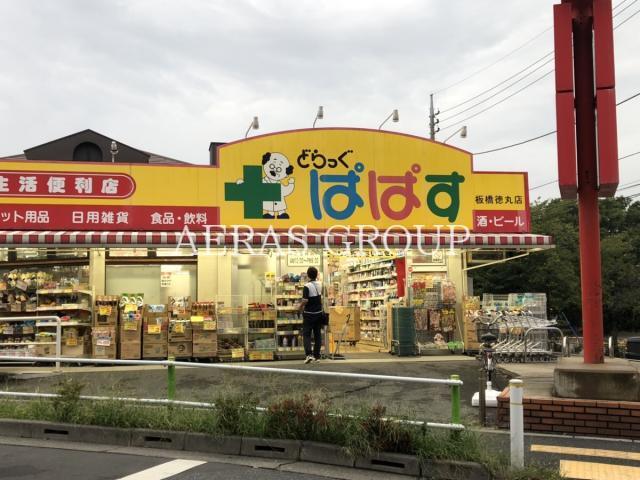 どらっぐ
ぱぱす
板橋徳丸店
生活便利店
ット用品 日用雑貨 食品・飲料
酒・ビール
AERAS GROUP